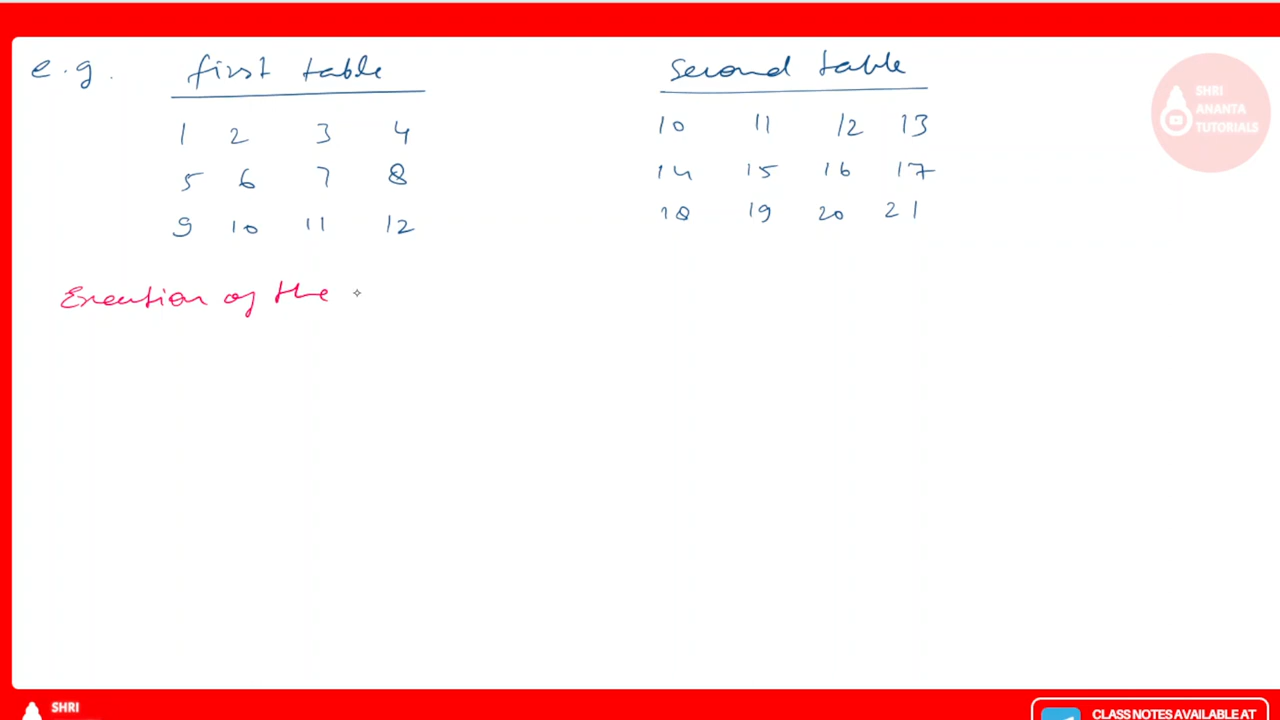 e.g. first table second table
1 2 3 4 10 11 12 13
5 6 7 8 14 15 16 17
9 10 11 12 18 19 20 21
Execution of the
SHRI
ANANTA
TUTORIALS
SHRI
CLASS NOTES AVAILABLE AT